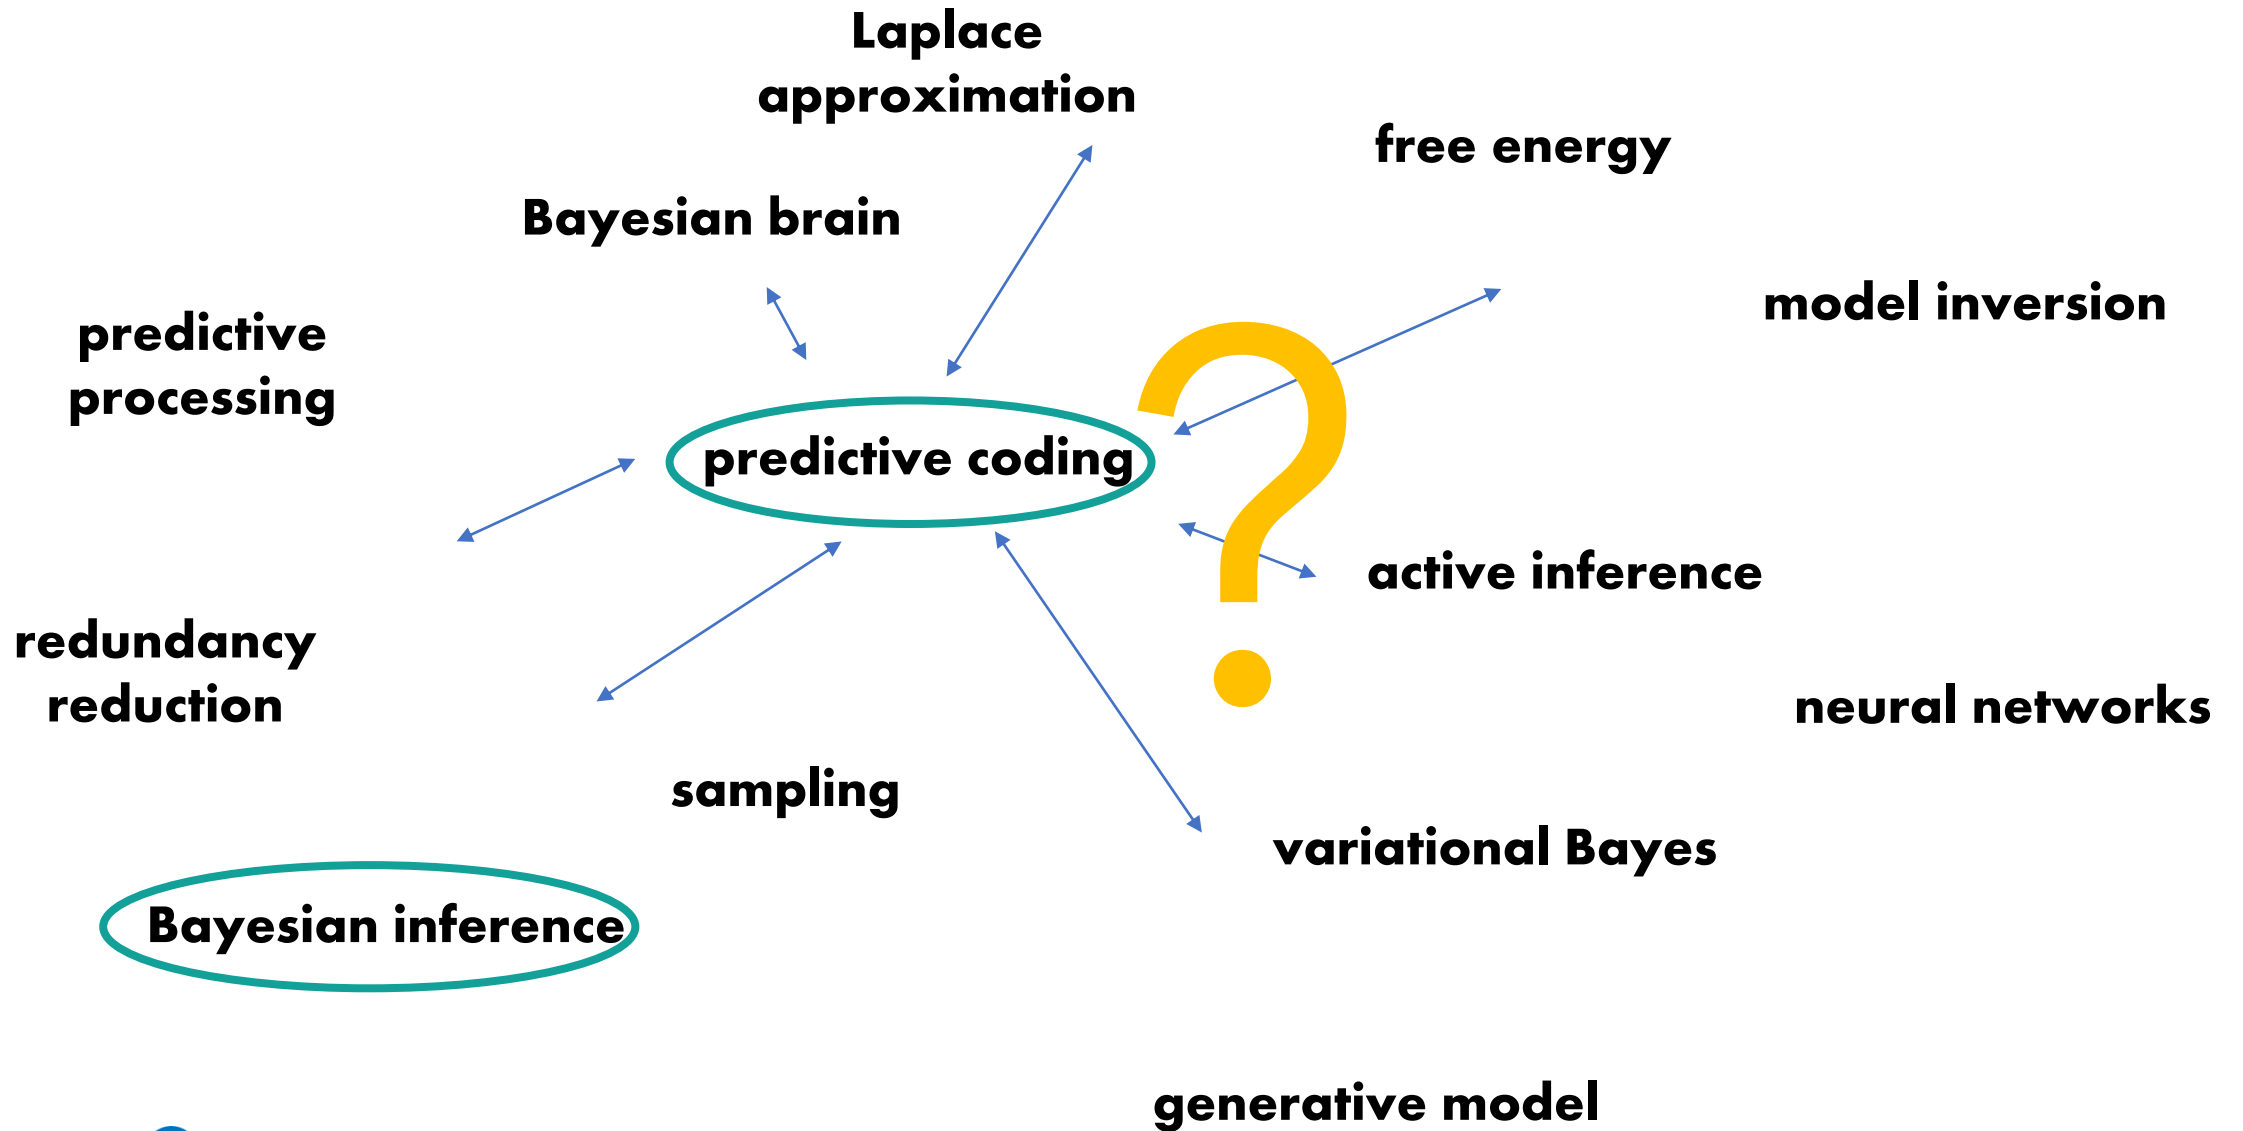 Laplace
approximation
free energy
Bayesian brain
model inversion
predictive
processing
predictive coding
?
active inference
redundancy
reduction
neural networks
sampling
variational Bayes
Bayesian inference
generative model